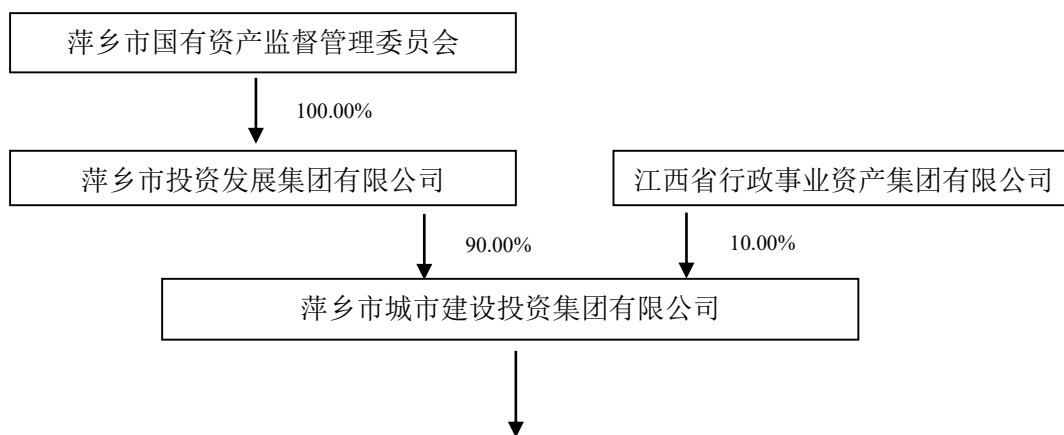 萍乡市国有资产监督管理委员会
100.00%
萍乡市投资发展集团有限公司
江西省行政事业资产集团有限公司
90.00%
10.00%
萍乡市城市建设投资集团有限公司